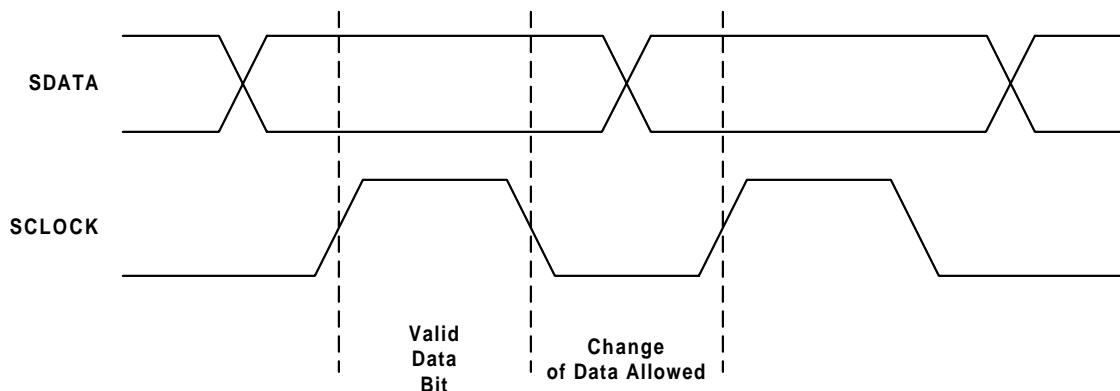 SDATA
SCLOCK
Valid
Data
Bit
Change
of Data Allowed